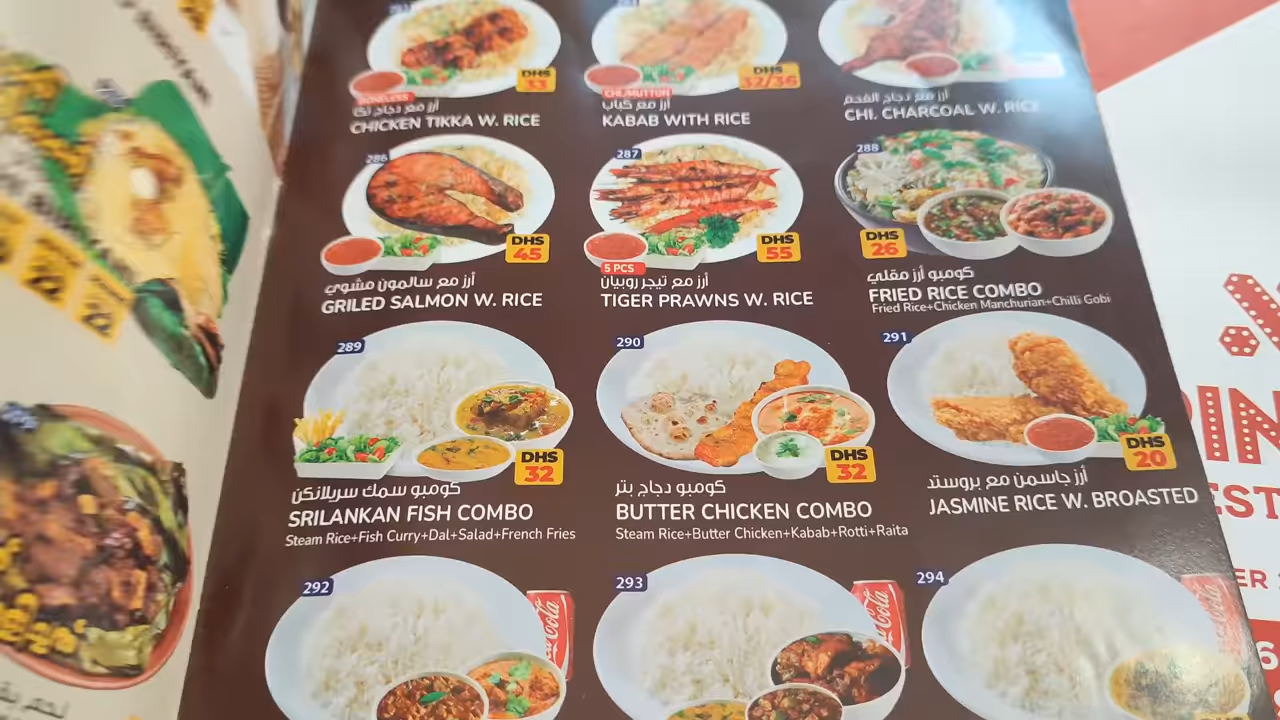 DHS
33
BONELESS
أرز مع دجاج تكا
CHICKEN TIKKA W. RICE
DHS
32/36
CHI./MUTTON
أرز مع كباب
KABAB WITH RICE
أرز مع دجاج الفحم
CHI. CHARCOAL W. RICE
286
DHS
45
أرز مع سالمون مشوي
GRILED SALMON W. RICE
287
DHS
55
5 PCS
أرز مع تيجر روبيان
TIGER PRAWNS W. RICE
288
DHS
26
كومبو أرز مقلي
FRIED RICE COMBO
Fried Rice+Chicken Manchurian+Chilli Gobi
289
DHS
32
كومبو سمك سريلانكن
SRILANKAN FISH COMBO
Steam Rice+Fish Curry+Dal+Salad+French Fries
290
DHS
32
كومبو دجاج بتر
BUTTER CHICKEN COMBO
Steam Rice+Butter Chicken+Kabab+Rotti+Raita
291
DHS
20
أرز جاسمن مع بروستد
JASMINE RICE W. BROASTED
292
Coca-Cola
293
Coca-Cola
294